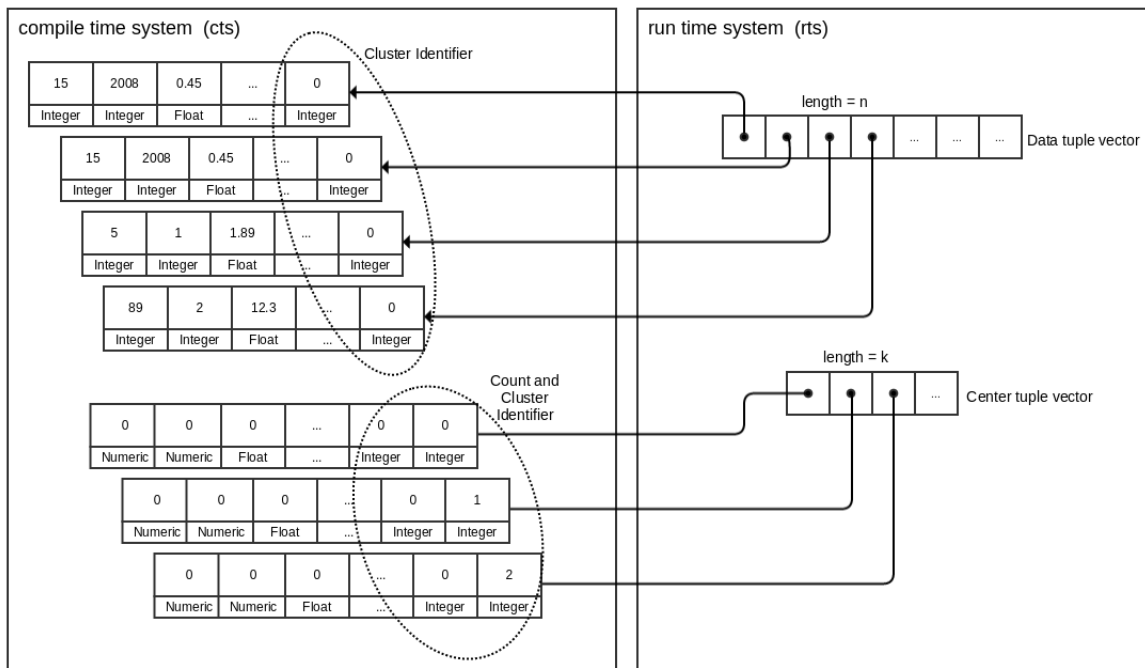 compile time system (cts)
Cluster Identifier
15 2008 0.45 ... 0
Integer Integer Float ... Integer
15 2008 0.45 ... 0
Integer Integer Float ... Integer
5 1 1.89 ... 0
Integer Integer Float ... Integer
89 2 12.3 ... 0
Integer Integer Float ... Integer
Count and
Cluster
Identifier
0 0 0 ... 0 0
Numeric Numeric Float ... Integer Integer
0 0 0 ... 0 1
Numeric Numeric Float ... Integer Integer
0 0 0 ... 0 2
Numeric Numeric Float ... Integer Integer
run time system (rts)
length = n
... ... ...
Data tuple vector
length = k
...
Center tuple vector